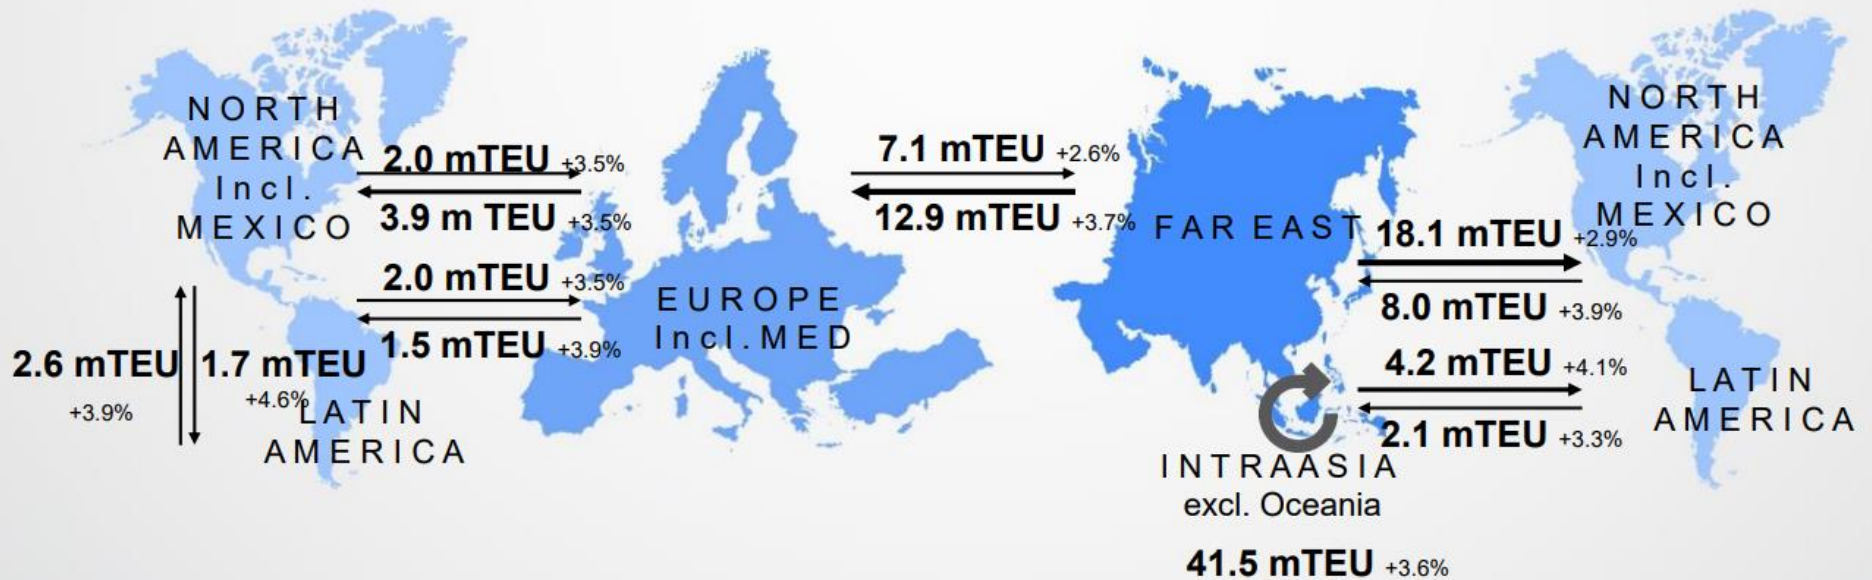 NORTH
AMERICA
Incl.
MEXICO
2.0 mTEU +3.5%
3.9 m TEU +3.5%
2.0 mTEU +3.5%
1.5 mTEU +3.9%
2.6 mTEU
+3.9%
1.7 mTEU
+4.6%
LATIN
AMERICA
EUROPE
Incl.MED
7.1 mTEU +2.6%
12.9 mTEU +3.7%
FAR EAST
18.1 mTEU +2.9%
8.0 mTEU +3.9%
4.2 mTEU +4.1%
2.1 mTEU +3.3%
NORTH
AMERICA
Incl.
MEXICO
LATIN
AMERICA
INTRAASIA
excl. Oceania
41.5 mTEU +3.6%